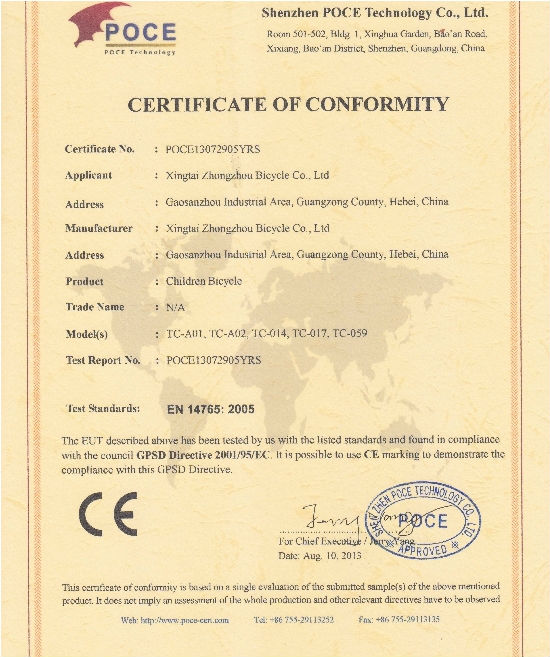 POCE
POCE Technology
Shenzhen POCE Technology Co., Ltd.
Room 501-502, Bldg. 1, Xinghua Garden, Bao'an Road,
Xixiang, Bao'an District, Shenzhen, Guangdong, China
CERTIFICATE OF CONFORMITY
Certificate No. : POCE13072905YRS
Applicant : Xingtai Zhongzhou Bicycle Co., Ltd
Address : Gaosanzhou Industrial Area, Guangzong County, Hebei, China
Manufacturer : Xingtai Zhongzhou Bicycle Co., Ltd
Address : Gaosanzhou Industrial Area, Guangzong County, Hebei, China
Product : Children Bicycle
Trade Name : N/A
Model(s) : TC-A01, TC-A02, TC-014, TC-017, TC-059
Test Report No. : POCE13072905YRS
Test Standards: EN 14765: 2005
The EUT described above has been tested by us with the listed standards and found in compliance
with the council GPSD Directive 2001/95/EC. It is possible to use CE marking to demonstrate the
compliance with this GPSD Directive.
CE
SHENZHEN POCE TECHNOLOGY CO., LTD.
POCE
APPROVED
For Chief Executive / Jerry Yang
Date: Aug. 10, 2013
This certificate of conformity is based on a single evaluation of the submitted sample(s) of the above mentioned
product. It does not imply an assessment of the whole production and other relevant directives have to be observed
Web: http://www.poce-cert.com Tel: +86 755-29113252 Fax: +86 755-29113135